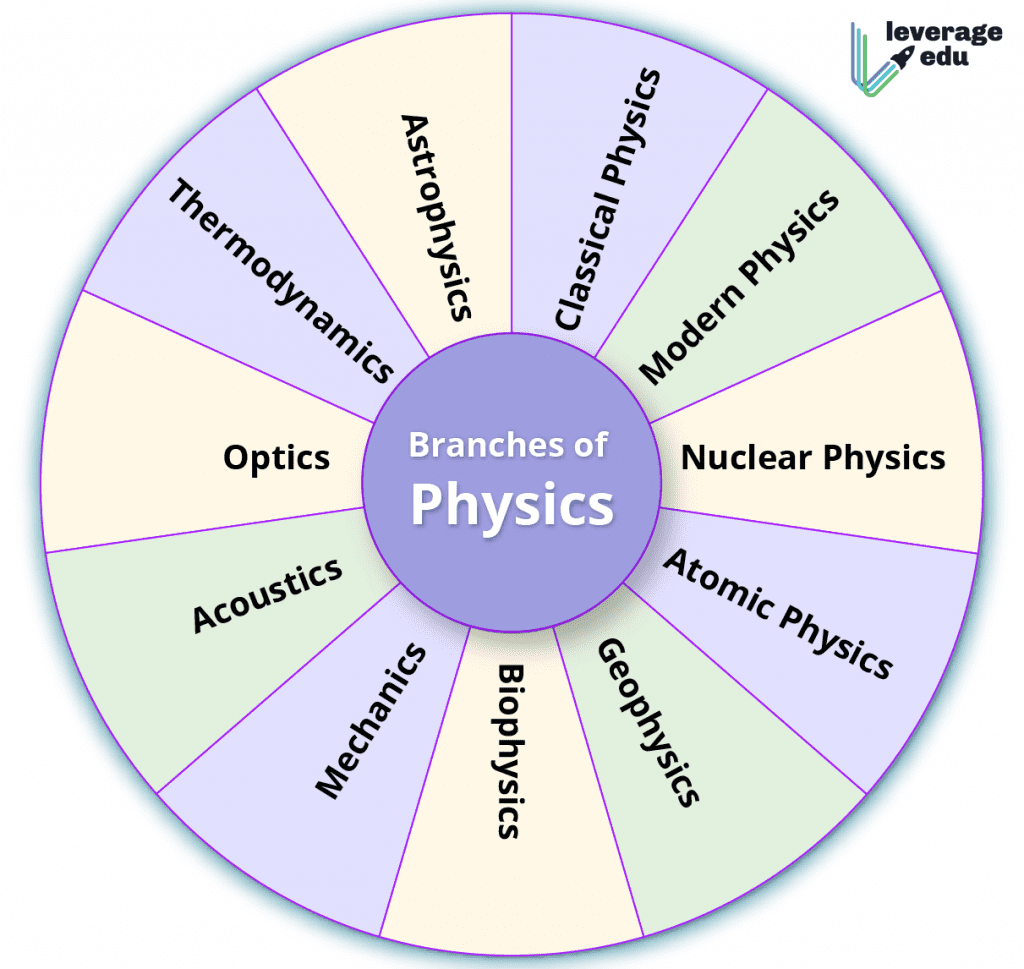 leverage
edu
Branches of
Physics
Classical Physics
Modern Physics
Nuclear Physics
Atomic Physics
Geophysics
Biophysics
Mechanics
Acoustics
Optics
Thermodynamics
Astrophysics